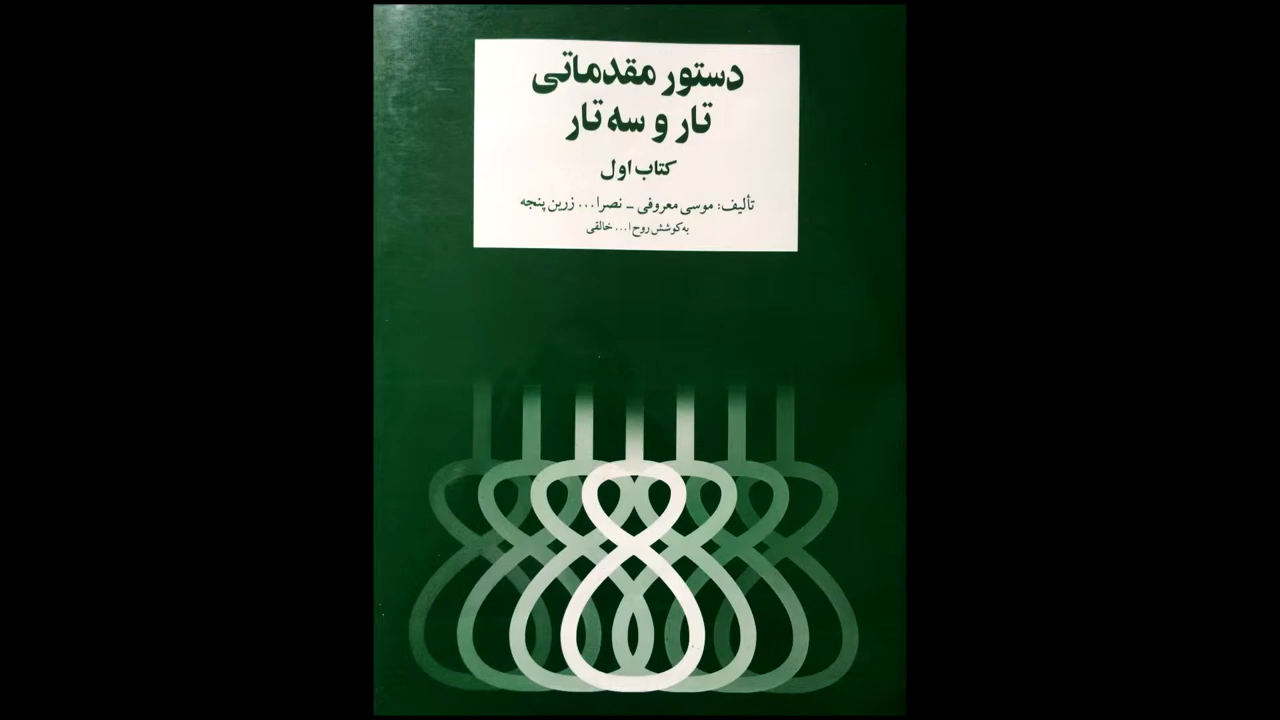 دستور مقدماتی
تار و سه تار
کتاب اول
تألیف: موسی معروفی ـ نصرا... زرین پنجه
به کوشش روح ا... خالقی